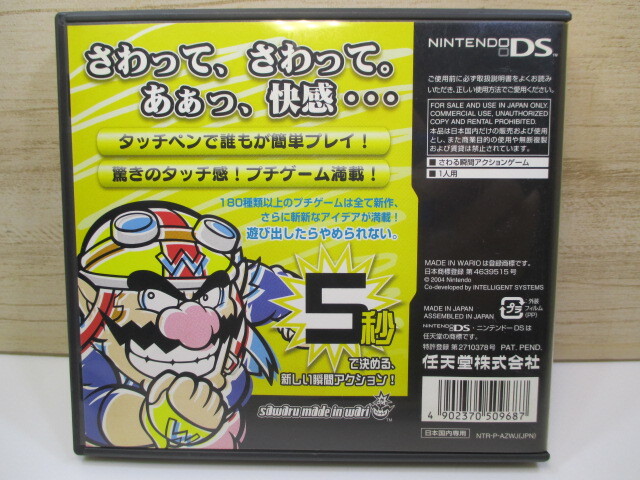 さわって、さわって。
あぁっ、快感・・・
タッチペンで誰もが簡単プレイ！
驚きのタッチ感！プチゲーム満載！
180種類以上のプチゲームは全て新作、
さらに斬新なアイデアが満載！
遊び出したらやめられない。
5秒
で決める、
新しい瞬間アクション！
sawaru made in wario
TM
W
NINTENDO DS
ご使用前に必ず取扱説明書をよくお読み
いただき、正しい使用方法でご愛用ください。
FOR SALE AND USE IN JAPAN ONLY.
COMMERCIAL USE, UNAUTHORIZED
COPY AND RENTAL PROHIBITED.
本品は日本国内だけの販売および使用
とし、また商業目的の使用や無断複製
および賃貸は禁止されています。
■さわる瞬間アクションゲーム
■1人用
MADE IN WARIOは登録商標です。
日本商標登録 第4639515号
© 2004 Nintendo
Co-developed by INTELLIGENT SYSTEMS
MADE IN JAPAN
ASSEMBLED IN JAPAN.
プラ
外装
フィルム
(PP)
NINTENDO DS・ニンテンドーDSは
任天堂の商標です。
特許登録 第2710378号 PAT. PEND.
任天堂株式会社
4 902370 509687
日本国内専用
NTR-P-AZWJ(JPN)